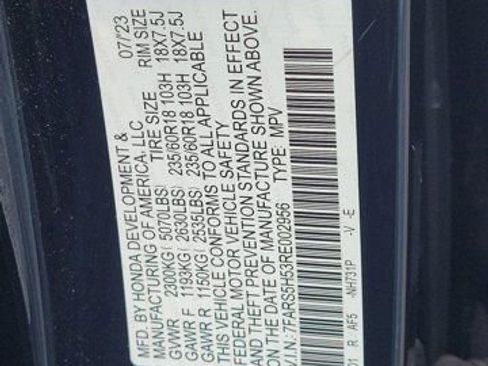 MFD. BY HONDA DEVELOPMENT & 07/'23
MANUFACTURING OF AMERICA, LLC
TIRE SIZE RIM SIZE
GVWR 2300KG( 5070LBS) 235/60R18 103H 18X7.5J
GAWR F 1193KG( 2630LBS) 235/60R18 103H 18X7.5J
GAWR R 1150KG( 2535LBS)
THIS VEHICLE CONFORMS TO ALL APPLICABLE
FEDERAL MOTOR VEHICLE SAFETY
AND THEFT PREVENTION STANDARDS IN EFFECT
ON THE DATE OF MANUFACTURE SHOWN ABOVE.
V.I.N.: 7FARS5H53RE002956 MPV
01 R AF5 NH731P -V -E